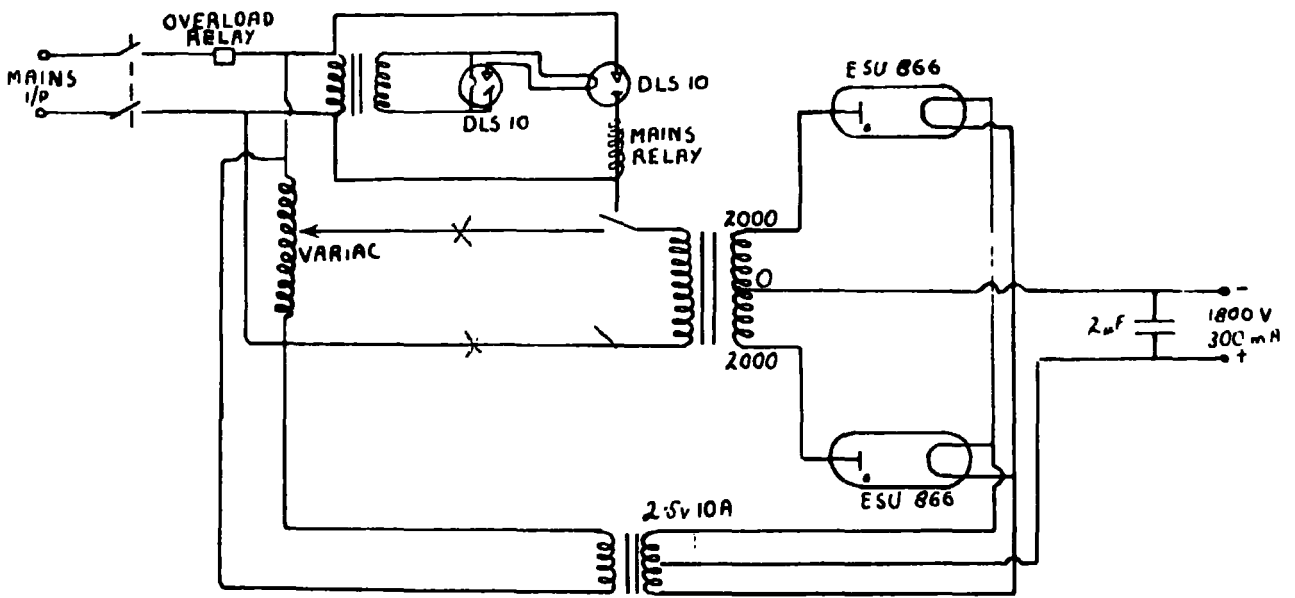 OVERLOAD
RELAY
MAINS
I/P
DLS 10
DLS 10
MAINS
RELAY
VARIAC
ESU 866
2000
0
2000
2µF
-
1800 V
300 mA
+
ESU 866
2.5v 10A